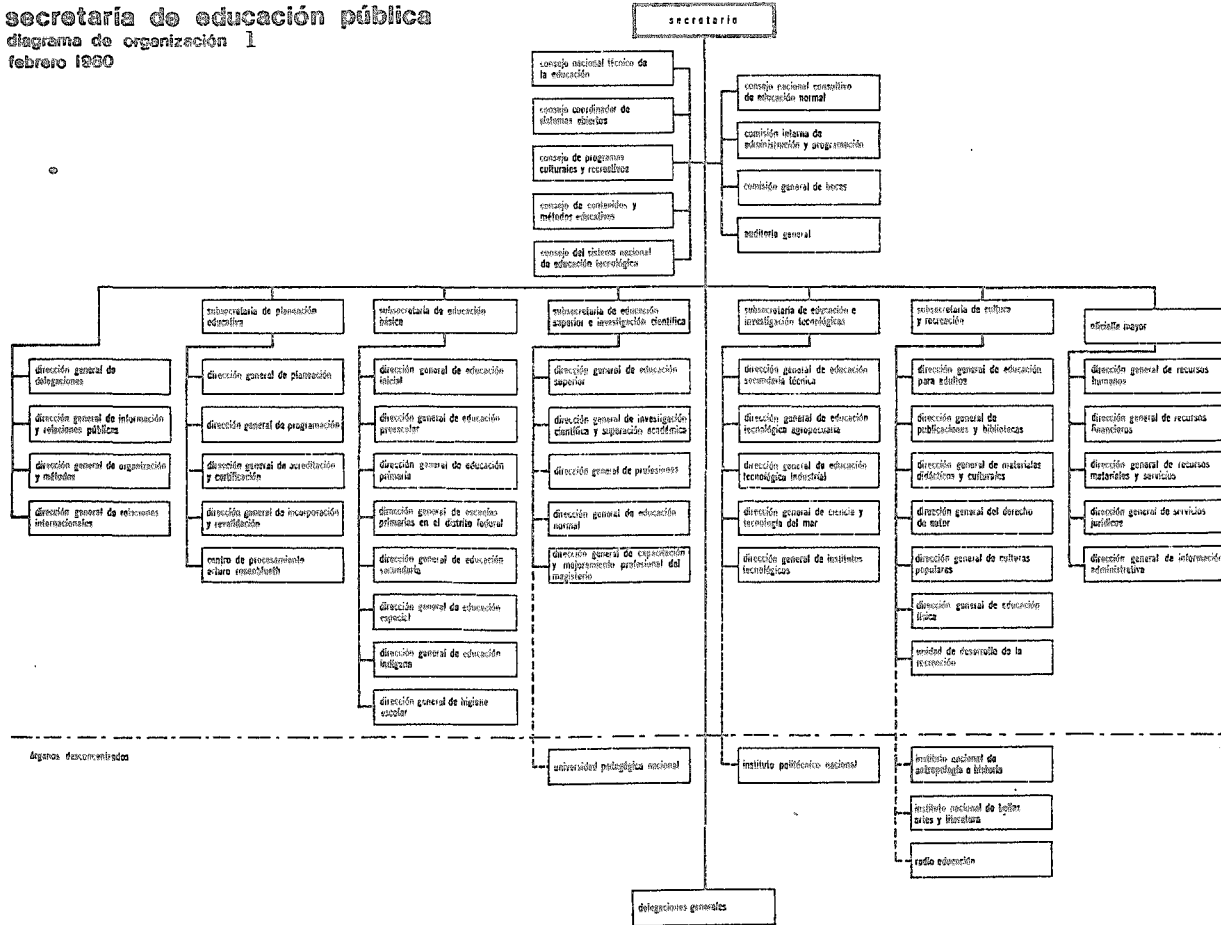 secretaría de educación pública
diagrama de organización 1
febrero 1980
secretario
consejo nacional técnico de
la educación
consejo coordinador de
sistemas abiertos
consejo de programas
culturales y recreativos
consejo de contenidos y
métodos educativos
consejo del sistema nacional
de educación tecnológica
consejo nacional consultivo
de educación normal
comisión interna de
administración y programación
comisión general de becas
auditoría general
dirección general de
delegaciones
dirección general de información
y relaciones públicas
dirección general de organización
y métodos
dirección general de relaciones
internacionales
subsecretaría de planeación
educativa
dirección general de planeación
dirección general de programación
dirección general de acreditación
y certificación
dirección general de incorporación
y revalidación
centro de procesamiento
arturo rosenblueth
subsecretaría de educación
básica
dirección general de educación
inicial
dirección general de educación
preescolar
dirección general de educación
primaria
dirección general de escuelas
primarias en el distrito federal
dirección general de educación
secundaria
dirección general de educación
especial
dirección general de educación
indígena
dirección general de higiene
escolar
subsecretaría de educación
superior e investigación científica
dirección general de educación
superior
dirección general de investigación
científica y superación académica
dirección general de profesiones
dirección general de educación
normal
dirección general de capacitación
y mejoramiento profesional del
magisterio
subsecretaría de educación e
investigación tecnológicas
dirección general de educación
secundaria técnica
dirección general de educación
tecnológica agropecuaria
dirección general de educación
tecnológica industrial
dirección general de ciencia y
tecnología del mar
dirección general de institutos
tecnológicos
subsecretaría de cultura
y recreación
dirección general de educación
para adultos
dirección general de
publicaciones y bibliotecas
dirección general de materiales
didácticos y culturales
dirección general del derecho
de autor
dirección general de culturas
populares
dirección general de educación
física
unidad de desarrollo de la
recreación
oficialía mayor
dirección general de recursos
humanos
dirección general de recursos
financieros
dirección general de recursos
materiales y servicios
dirección general de servicios
jurídicos
dirección general de información
administrativa
órganos desconcentrados
universidad pedagógica nacional
instituto politécnico nacional
instituto nacional de
antropología e historia
instituto nacional de bellas
artes y literatura
radio educación
delegaciones generales